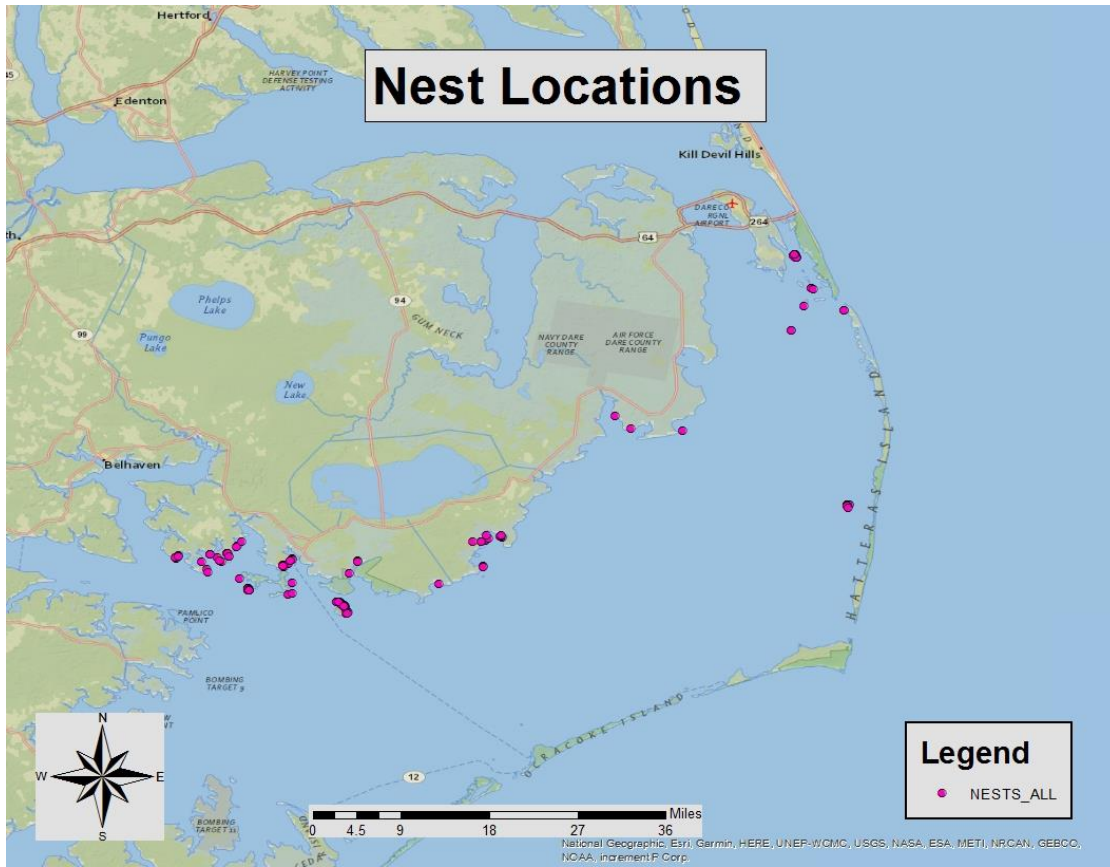 Hertford
HARVEY POINT
DEFENSE TESTING
ACTIVITY
Nest Locations
45
Edenton
Kill Devil Hills
DARE CO
RGNL
AIRPORT
264
64
Phelps
Lake
94
GUM NECK
99
Pungo
Lake
NAVY DARE
COUNTY
RANGE
AIR FORCE
DARE COUNTY
RANGE
New
Lake
HATTERAS ISLAND
Belhaven
PAMLICO
POINT
BOMBING
TARGET 9
OCRACOKE ISLAND
N
W E
S
12
BOMBING
TARGET 11
Legend
NESTS_ALL
Miles
0 4.5 9 18 27 36
National Geographic, Esri, Garmin, HERE, UNEP-WCMC, USGS, NASA, ESA, METI, NRCAN, GEBCO,
NOAA, increment P Corp.